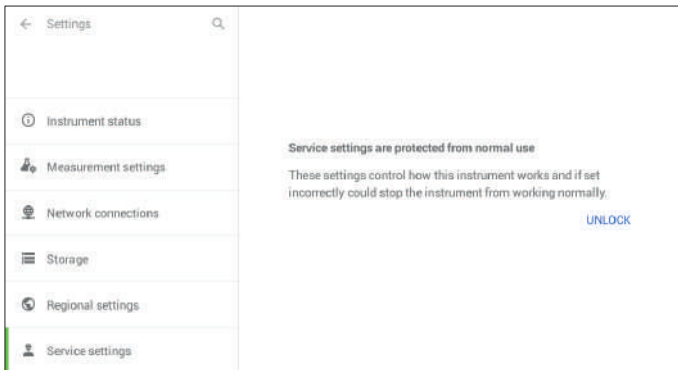 Settings
Instrument status
Measurement settings
Network connections
Storage
Regional settings
Service settings
Service settings are protected from normal use
These settings control how this instrument works and if set
incorrectly could stop the instrument from working normally.
UNLOCK